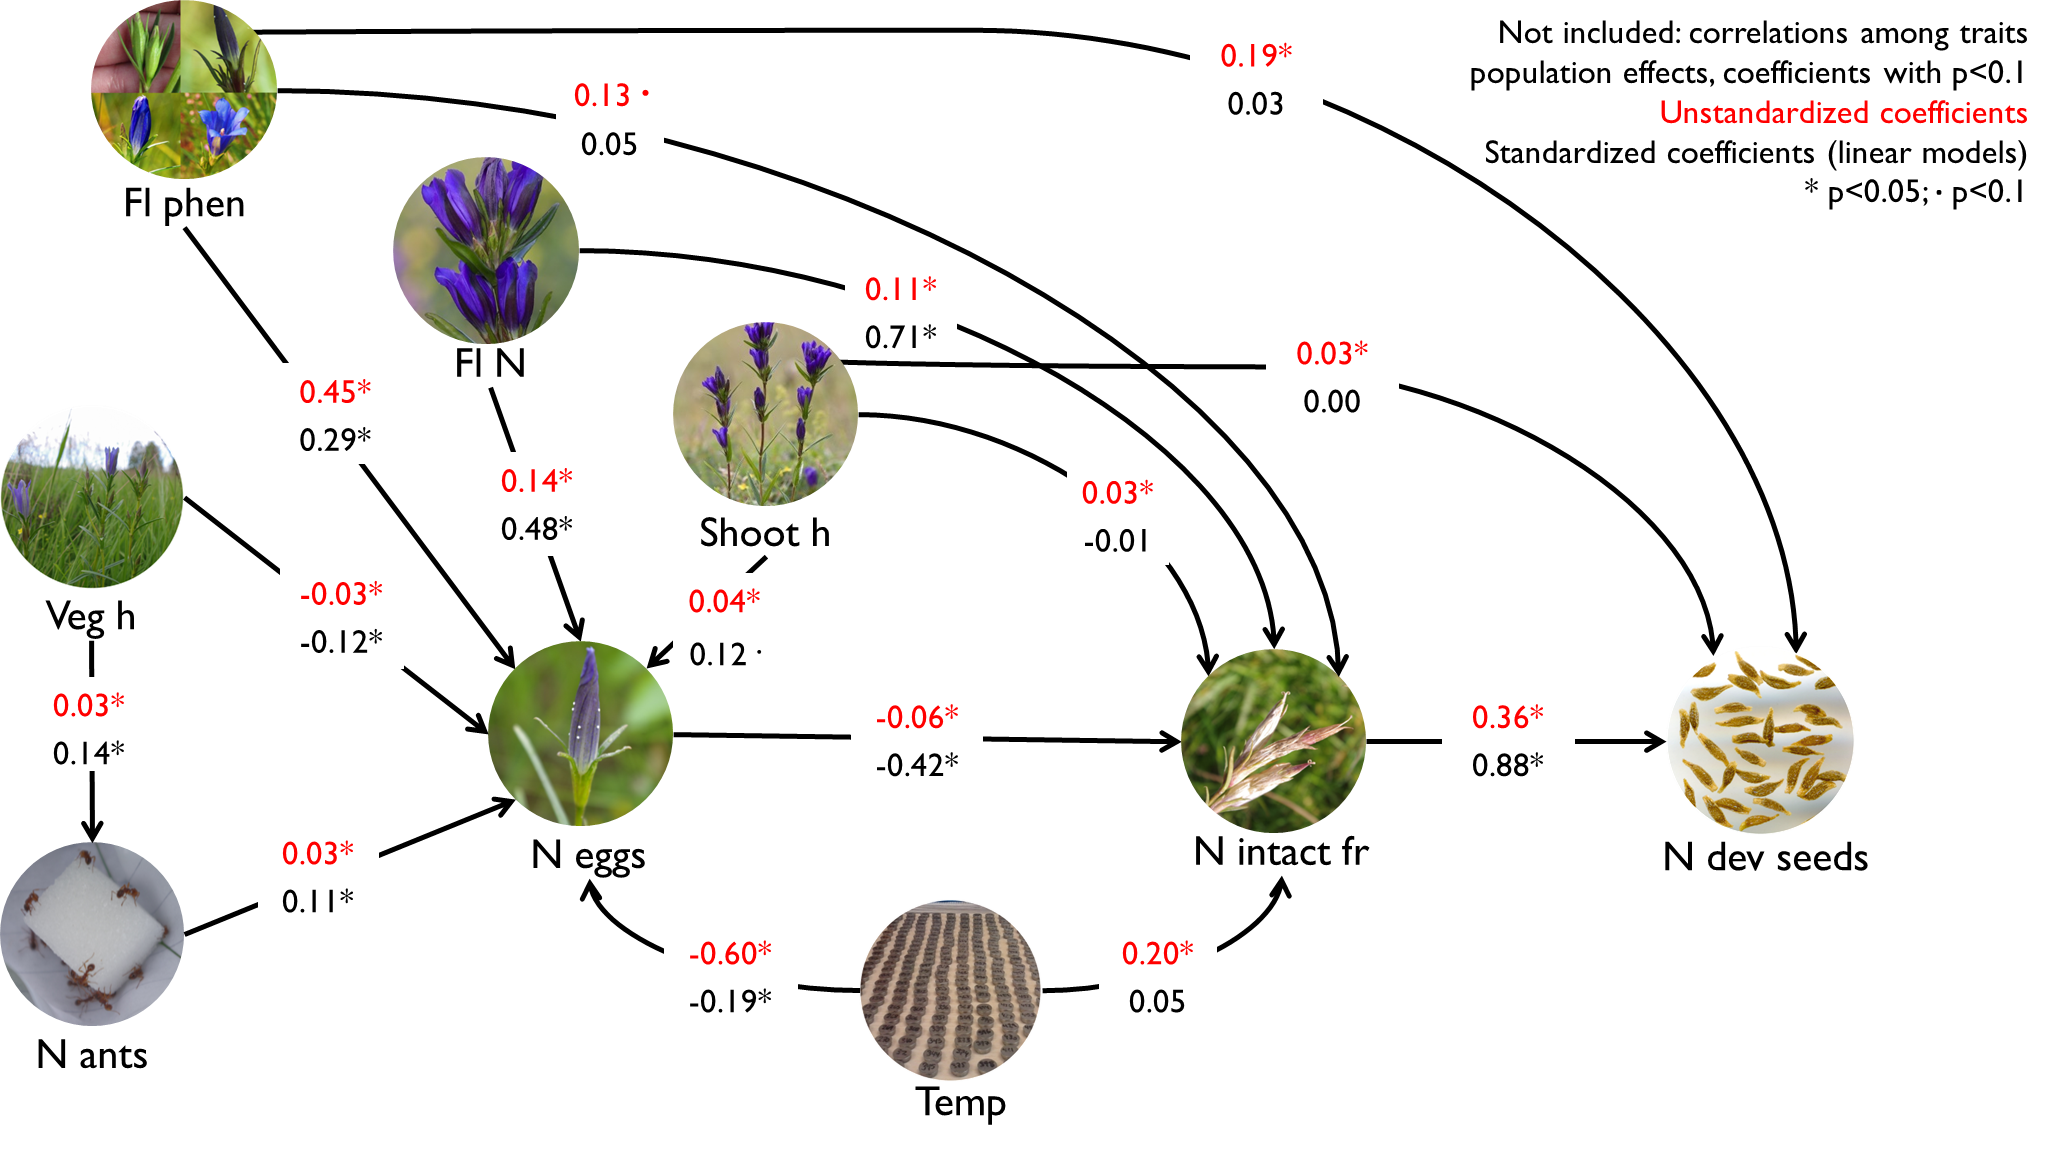 Not included: correlations among traits
population effects, coefficients with p<0.1
Unstandardized coefficients
Standardized coefficients (linear models)
* p<0.05; · p<0.1
0.19*
0.03
0.13 ·
0.05
Fl phen
0.11*
0.71*
Fl N
0.03*
0.00
0.45*
0.29*
0.14*
0.48*
0.03*
-0.01
Shoot h
-0.03*
-0.12*
0.04*
0.12 ·
Veg h
0.03*
0.14*
-0.06*
-0.42*
0.36*
0.88*
0.03*
0.11*
N eggs
N intact fr
N dev seeds
-0.60*
-0.19*
0.20*
0.05
N ants
Temp